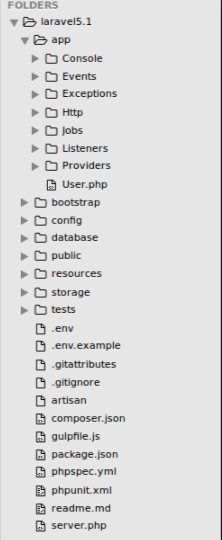 FOLDERS
laravel5.1
app
Console
Events
Exceptions
Http
Jobs
Listeners
Providers
User.php
bootstrap
config
database
public
resources
storage
tests
.env
.env.example
.gitattributes
.gitignore
artisan
composer.json
gulpfile.js
package.json
phpspec.yml
phpunit.xml
readme.md
server.php